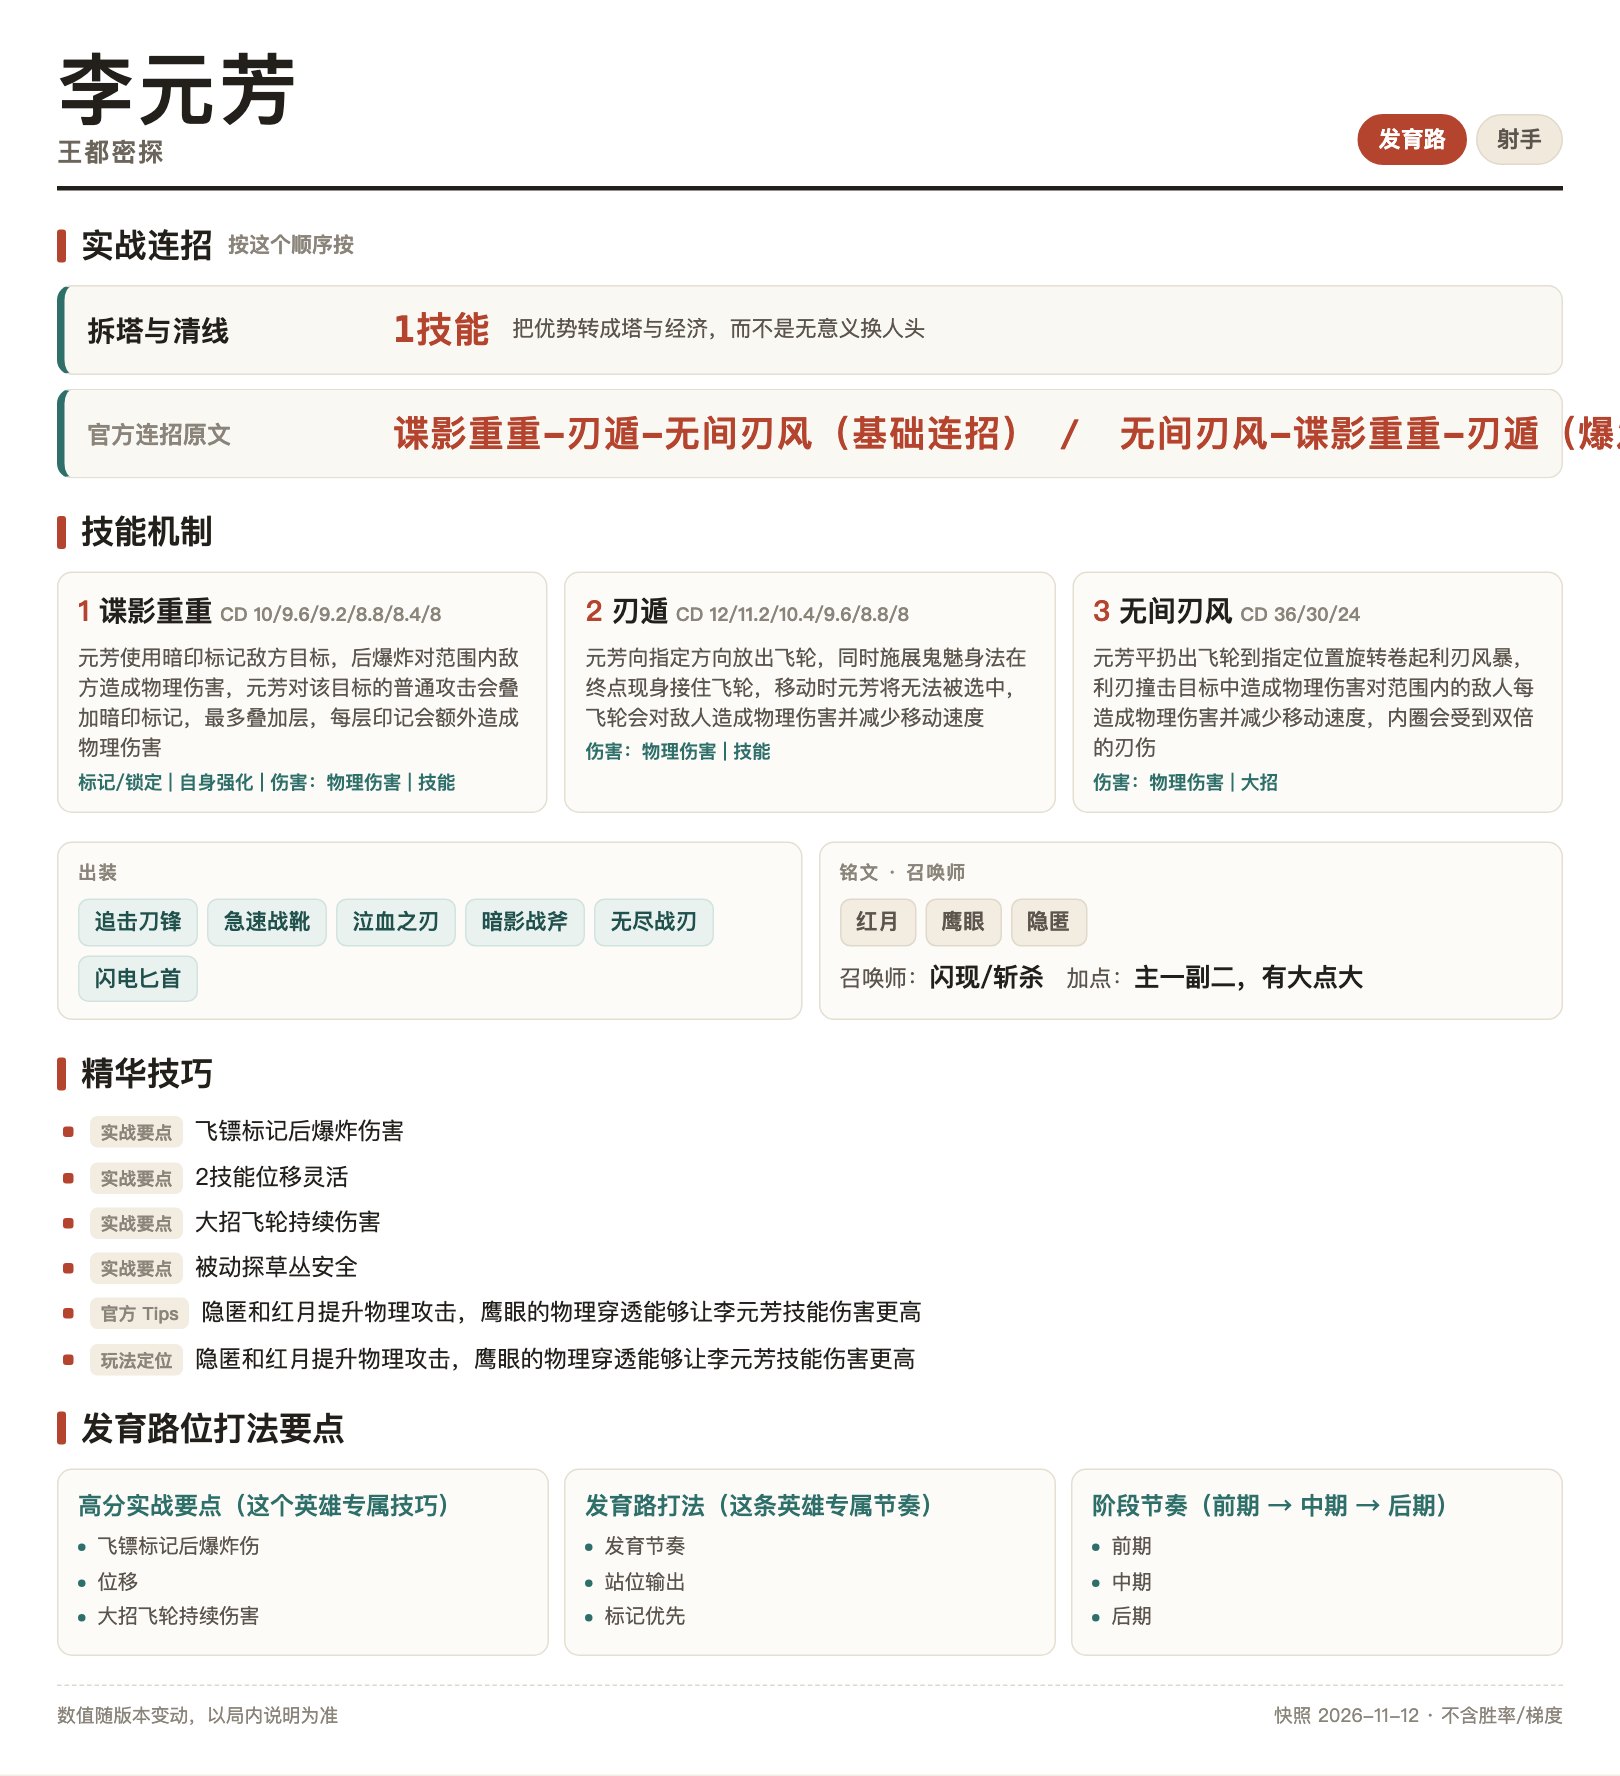 李元芳
王都密探
发育路
射手
实战连招 按这个顺序按
拆塔与清线 1技能 把优势转成塔与经济，而不是无意义换人头
官方连招原文 谍影重重–刃遁–无间刃风（基础连招） / 无间刃风–谍影重重–刃遁（爆
技能机制
1 谍影重重 CD 10/9.6/9.2/8.8/8.4/8
元芳使用暗印标记敌方目标，后爆炸对范围内敌
方造成物理伤害，元芳对该目标的普通攻击会叠
加暗印标记，最多叠加层，每层印记会额外造成
物理伤害
标记/锁定 | 自身强化 | 伤害：物理伤害 | 技能
2 刃遁 CD 12/11.2/10.4/9.6/8.8/8
元芳向指定方向放出飞轮，同时施展鬼魅身法在
终点现身接住飞轮，移动时元芳将无法被选中，
飞轮会对敌人造成物理伤害并减少移动速度
伤害：物理伤害 | 技能
3 无间刃风 CD 36/30/24
元芳平扔出飞轮到指定位置旋转卷起利刃风暴，
利刃撞击目标中造成物理伤害对范围内的敌人每
造成物理伤害并减少移动速度，内圈会受到双倍
的刃伤
伤害：物理伤害 | 大招
出装
追击刀锋 急速战靴 泣血之刃 暗影战斧 无尽战刃
闪电匕首
铭文 · 召唤师
红月 鹰眼 隐匿
召唤师：闪现/斩杀 加点：主一副二，有大点大
精华技巧
实战要点 飞镖标记后爆炸伤害
实战要点 2技能位移灵活
实战要点 大招飞轮持续伤害
实战要点 被动探草丛安全
官方 Tips 隐匿和红月提升物理攻击，鹰眼的物理穿透能够让李元芳技能伤害更高
玩法定位 隐匿和红月提升物理攻击，鹰眼的物理穿透能够让李元芳技能伤害更高
发育路位打法要点
高分实战要点（这个英雄专属技巧）
飞镖标记后爆炸伤
位移
大招飞轮持续伤害
发育路打法（这条英雄专属节奏）
发育节奏
站位输出
标记优先
阶段节奏（前期 → 中期 → 后期）
前期
中期
后期
数值随版本变动，以局内说明为准
快照 2026–11–12 · 不含胜率/梯度